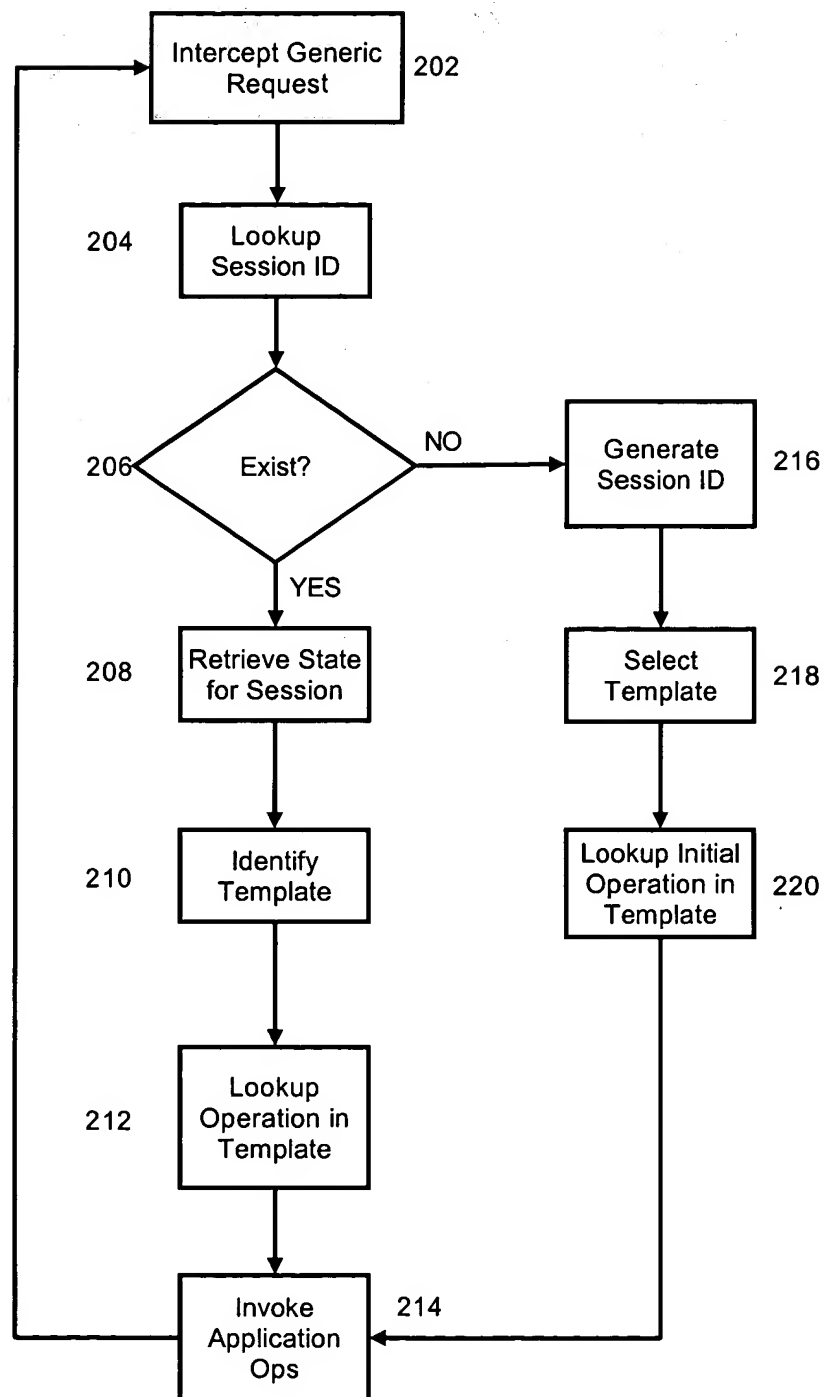 Intercept Generic
Request
202
204
Lookup
Session ID
206
Exist?
NO
Generate
Session ID
216
YES
208
Retrieve State
for Session
Select
Template
218
210
Identify
Template
Lookup Initial
Operation in
Template
220
212
Lookup
Operation in
Template
Invoke
Application
Ops
214